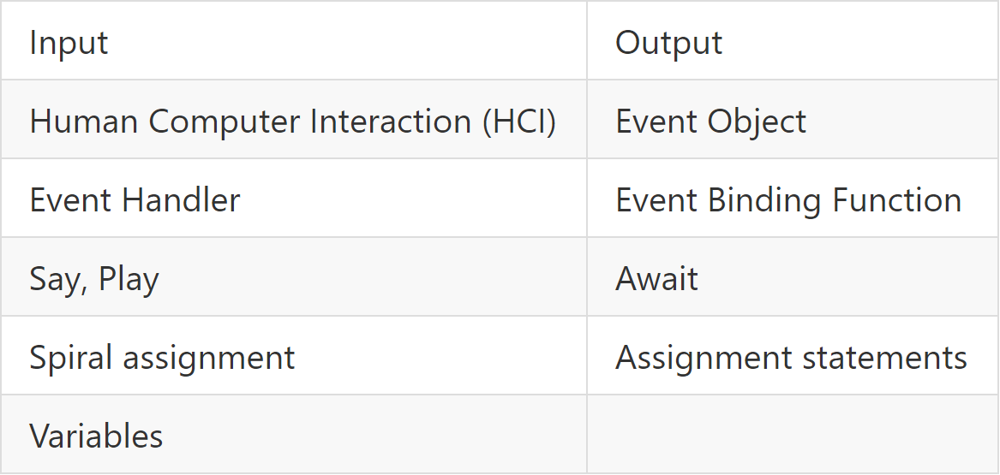 Input Output
Human Computer Interaction (HCI) Event Object
Event Handler Event Binding Function
Say, Play Await
Spiral assignment Assignment statements
Variables